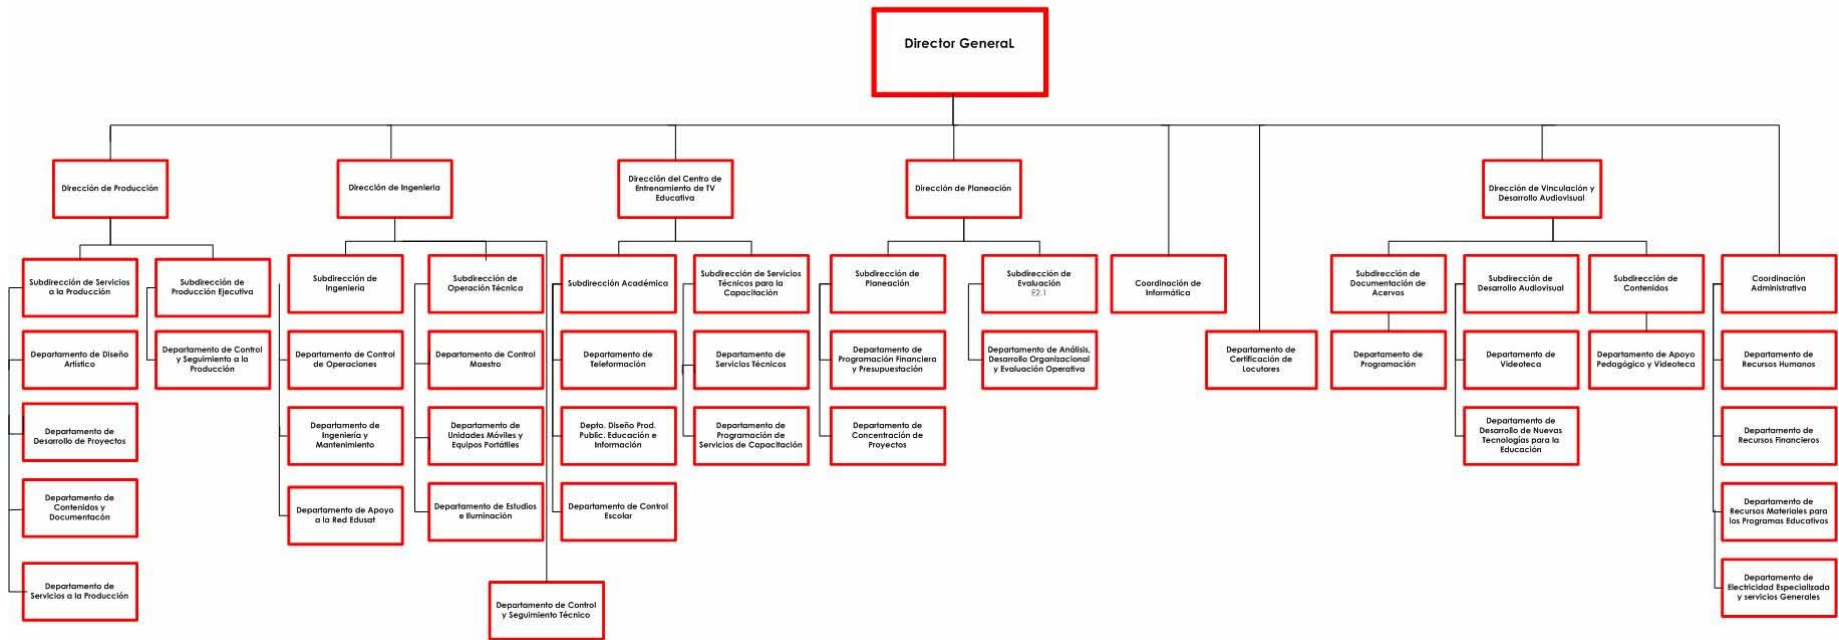 Director GeneraL
Dirección de Producción
Dirección de Ingenieria
Dirección del Centro de
Entrenamiento de TV
Educativa
Dirección de Planeación
Dirección de Vinculación y
Desarrollo Audiovisual
Subdirección de Servicios
a la Producción
Subdirección de
Producción Ejecutiva
Subdirección de
Ingenieria
Subdirección de
Operación Técnica
Subdirección Académica
Subdirección de Servicios
Técnicos para la
Capacitación
Subdirección de
Planeación
Subdirección de
Evaluación
E2.1
Coordinación de
Informática
Subdirección de
Documentación de
Acervos
Subdirección de
Desarrollo Audiovisual
Subdirección de
Contenidos
Coordinación
Administrativa
Departamento de Diseño
Artístico
Departamento de Control
y Seguimiento a la
Producción
Departamento de Control
de Operaciones
Departamento de Control
Maestro
Departamento de
Teleformación
Departamento de
Servicios Técnicos
Departamento de
Programación Financiera
y Presupuestación
Departamento de Análisis,
Desarrollo Organizacional
y Evaluación Operativa
Departamento de
Certificación de
Locutores
Departamento de
Programación
Departamento de
Videoteca
Departamento de Apoyo
Pedagógico y Videoteca
Departamento de
Recursos Humanos
Departamento de
Desarrollo de Proyectos
Departamento de
Ingeniería y
Mantenimiento
Departamento de
Unidades Móviles y
Equipos Portátiles
Depto. Diseño Prod.
Public. Educación e
Información
Departamento de
Programación de
Servicios de Capacitación
Departamento de
Concentración de
Proyectos
Departamento de
Desarrollo de Nuevas
Tecnologías para la
Educación
Departamento de
Recursos Financieros
Departamento de
Contenidos y
Documentacón
Departamento de Apoyo
a la Red Edusat
Departamento de Estudios
e Iluminación
Departamento de Control
Escolar
Departamento de
Recursos Materiales para
los Programas Educativos
Departamento de
Servicios a la Producción
Departamento de Control
y Seguimiento Técnico
Departamento de
Electricidad Especializada
y servicios Generales